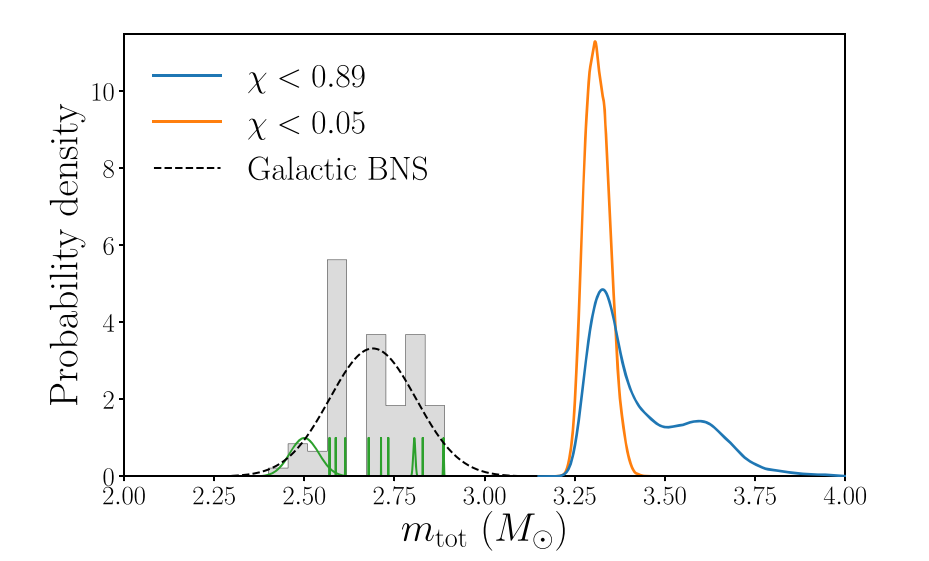 χ < 0.89
χ < 0.05
Galactic BNS
Probability density
10
8
6
4
2
0
2.00 2.25 2.50 2.75 3.00 3.25 3.50 3.75 4.00
m_tot (M_⊙)